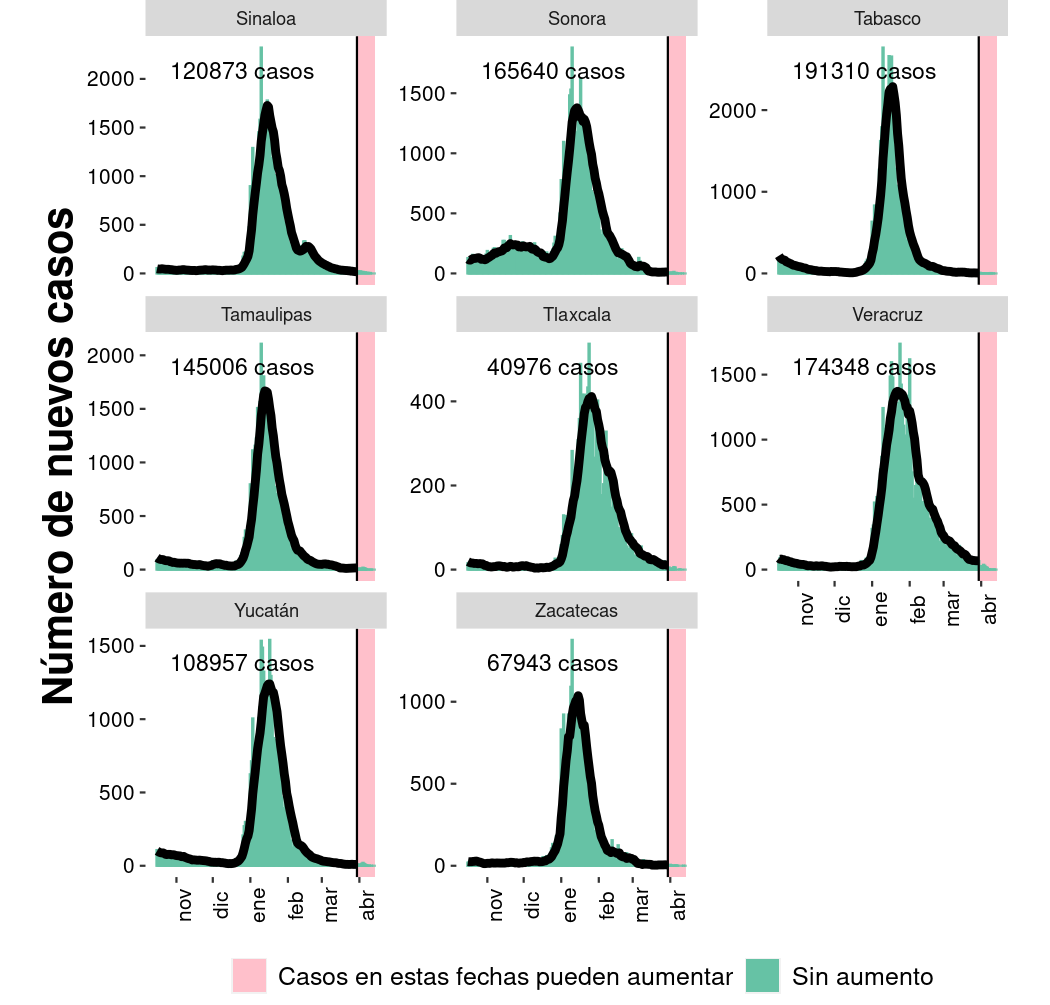 Número de nuevos casos
Sinaloa
120873 casos
2000
1500
1000
500
0
Sonora
165640 casos
1500
1000
500
0
Tabasco
191310 casos
2000
1000
0
Tamaulipas
145006 casos
2000
1500
1000
500
0
Tlaxcala
40976 casos
400
200
0
Veracruz
174348 casos
1500
1000
500
0
nov dic ene feb mar abr
Yucatán
108957 casos
1500
1000
500
0
nov dic ene feb mar abr
Zacatecas
67943 casos
1000
500
0
nov dic ene feb mar abr
Casos en estas fechas pueden aumentar Sin aumento